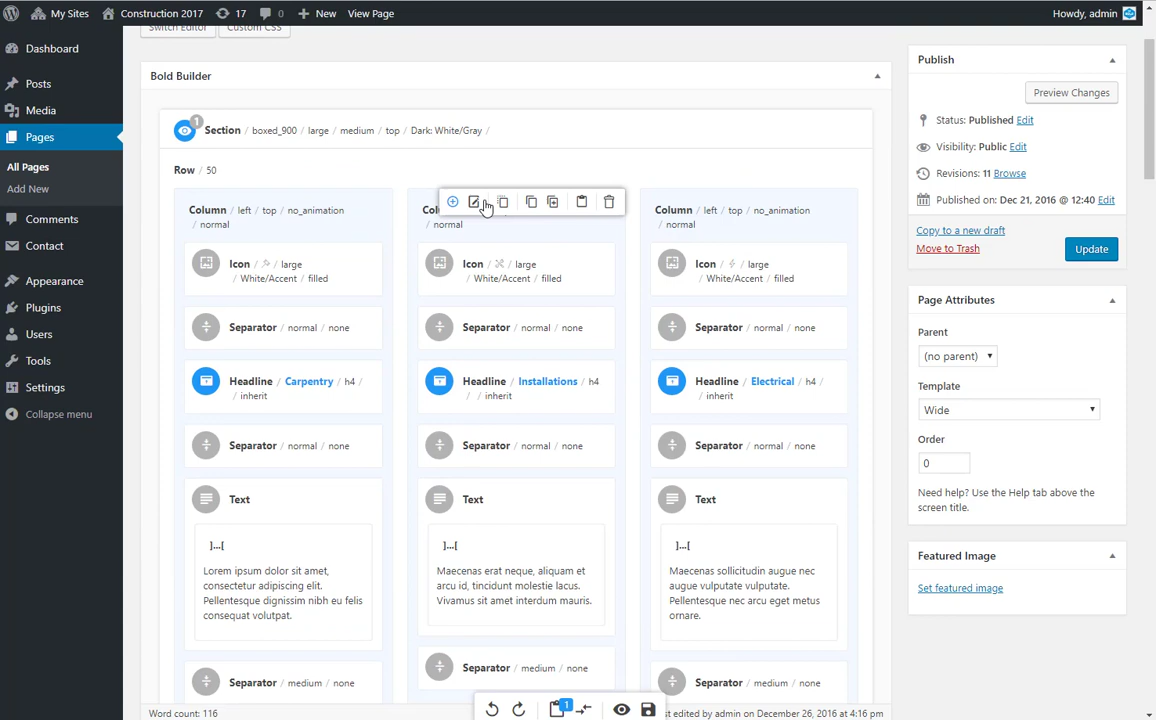 My Sites Construction 2017 17 0 New View Page Howdy, admin
Switch Editor Custom CSS
Dashboard
Posts
Media
Pages
All Pages
Add New
Comments
Contact
Appearance
Plugins
Users
Tools
Settings
Collapse menu
Bold Builder
1
Section / boxed_900 / large / medium / top / Dark: White/Gray /
Row / 50
Column / left / top / no_animation
/ normal
Icon / / large
/ White/Accent / filled
Separator / normal / none
Headline / Carpentry / h4 /
/ inherit
Separator / normal / none
Text
]...[
Lorem ipsum dolor sit amet,
consectetur adipiscing elit.
Pellentesque dignissim nibh eu felis
consequat volutpat.
Separator / medium / none
/ normal
Icon / / large
/ White/Accent / filled
Separator / normal / none
Headline / Installations / h4
/ / inherit
Separator / normal / none
Text
]...[
Maecenas erat neque, aliquam et
arcu id, tincidunt molestie lacus.
Vivamus sit amet interdum mauris.
Separator / medium / none
Column / left / top / no_animation
/ normal
Icon / / large
/ White/Accent / filled
Separator / normal / none
Headline / Electrical / h4 /
/ inherit
Separator / normal / none
Text
]...[
Maecenas sollicitudin augue nec
augue vulputate vulputate.
Pellentesque nec arcu eget metus
ornare.
Separator / medium / none
1
Word count: 116
edited by admin on December 26, 2016 at 4:16 pm
Publish
Preview Changes
Status: Published Edit
Visibility: Public Edit
Revisions: 11 Browse
Published on: Dec 21, 2016 @ 12:40 Edit
Copy to a new draft
Move to Trash
Update
Page Attributes
Parent
(no parent)
Template
Wide
Order
0
Need help? Use the Help tab above the
screen title.
Featured Image
Set featured image